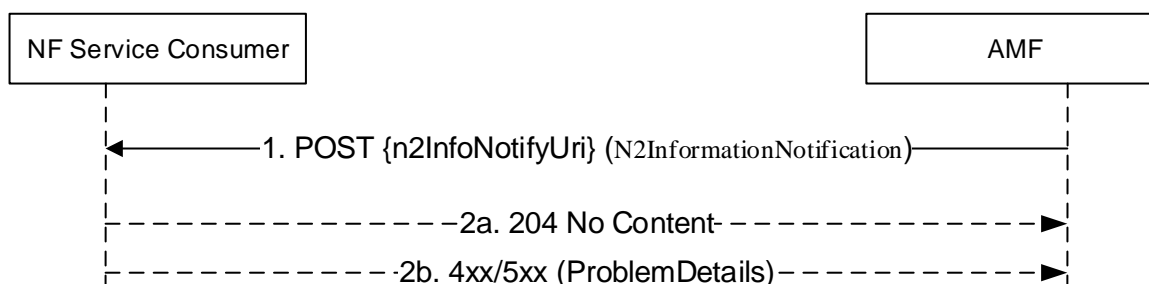 NF Service Consumer
AMF
1. POST {n2InfoNotifyUri} (N2InformationNotification)
2a. 204 No Content
2b. 4xx/5xx (ProblemDetails)